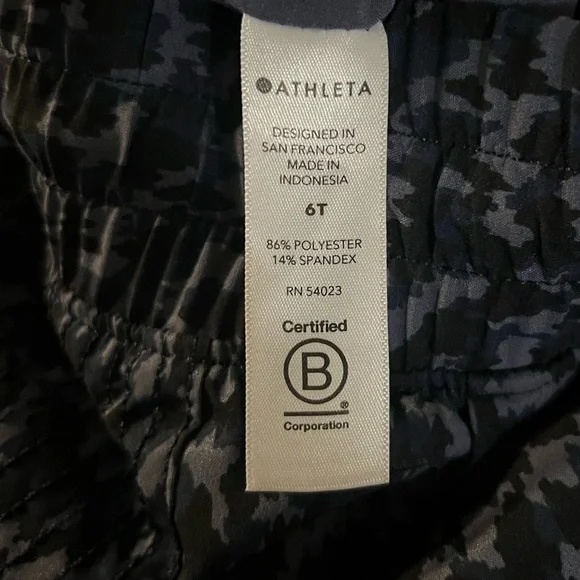 ATHLETA
DESIGNED IN
SAN FRANCISCO
MADE IN
INDONESIA
6T
86% POLYESTER
14% SPANDEX
RN 54023
Certified
B
®
Corporation